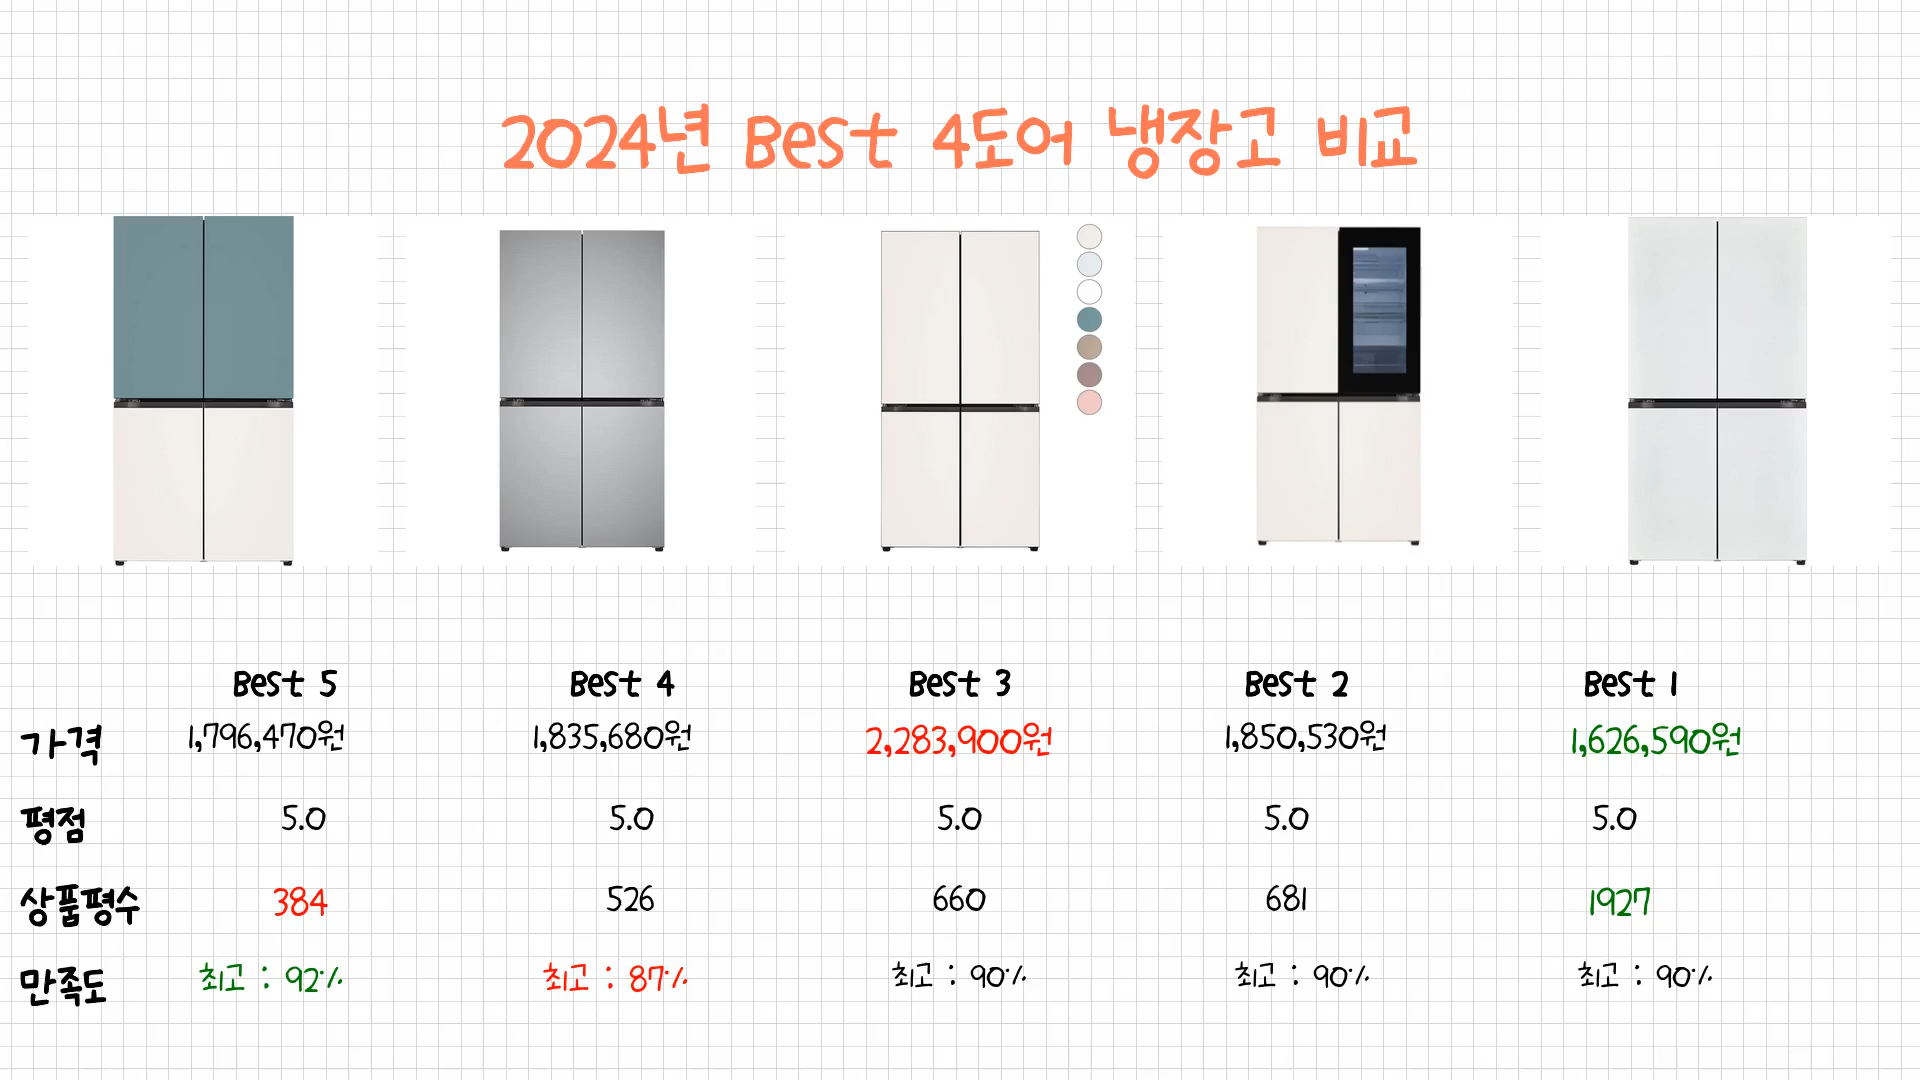 2024년 Best 4도어 냉장고 비교
Best 5 Best 4 Best 3 Best 2 Best 1
가격 1,796,470원 1,835,680원 2,283,900원 1,850,530원 1,626,590원
평점 5.0 5.0 5.0 5.0 5.0
상품평수 384 526 660 681 1927
만족도 최고 : 92% 최고 : 87% 최고 : 90% 최고 : 90% 최고 : 90%